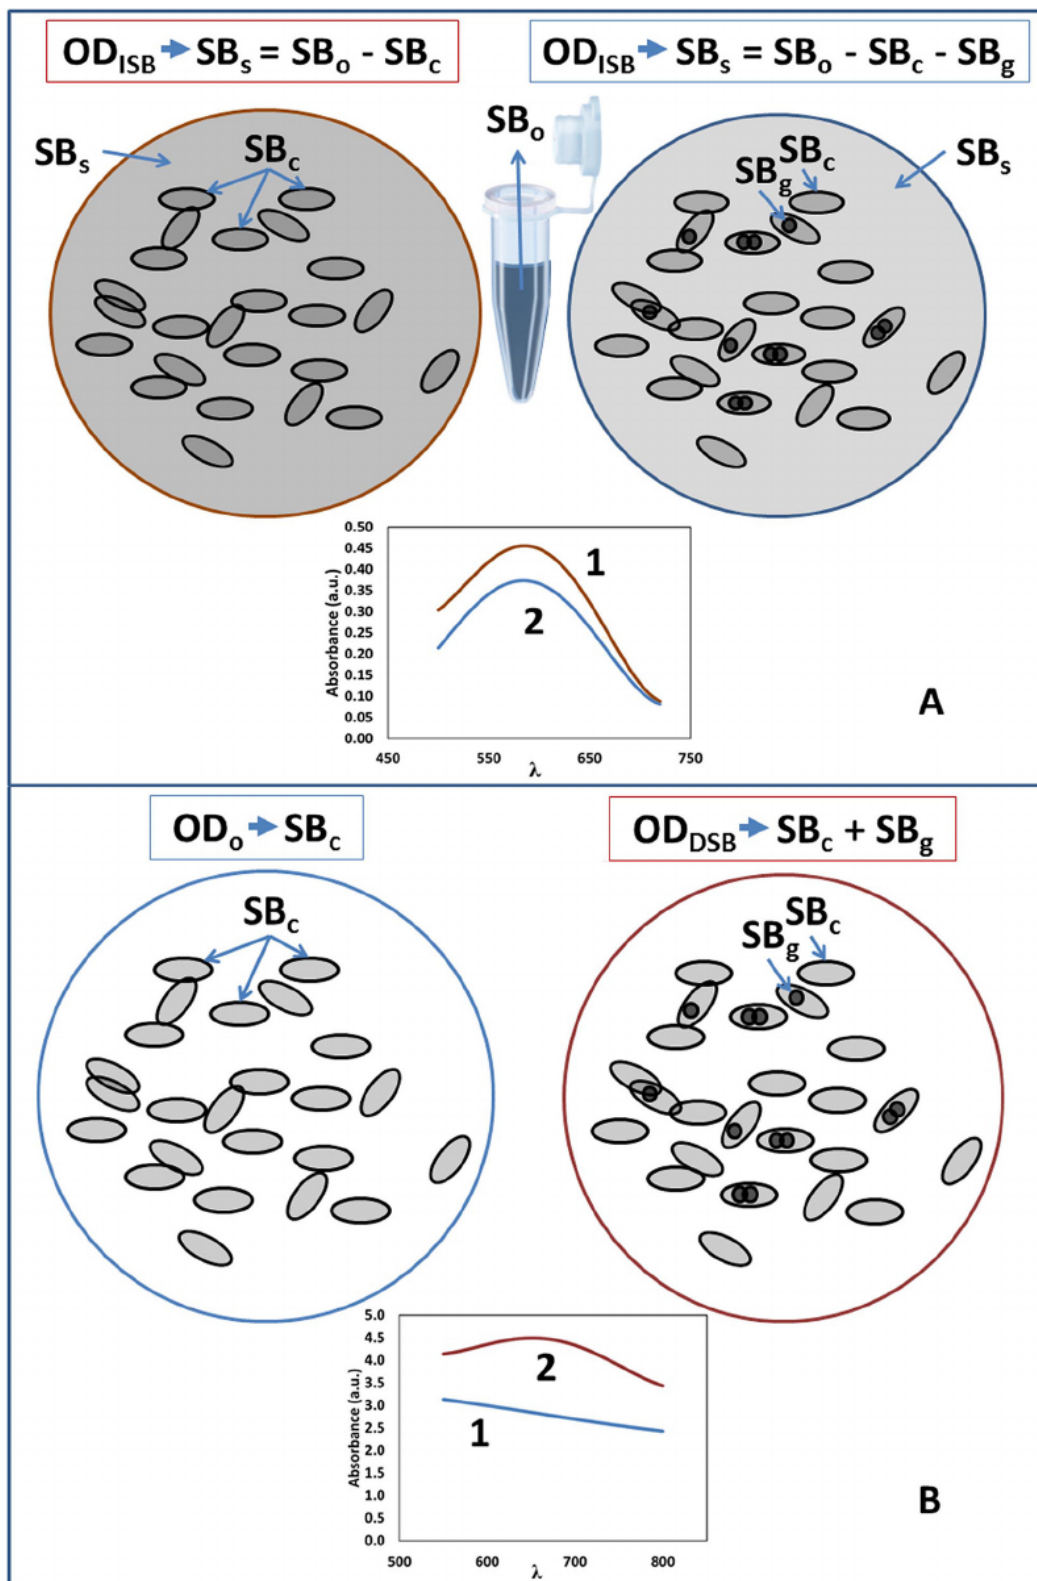 OD_ISB → SB_s = SB_o - SB_c
OD_ISB → SB_s = SB_o - SB_c - SB_g
SB_s
SB_c
SB_o
SB_g
SB_c
SB_s
0.50
0.45
0.40
0.35
0.30
0.25
0.20
0.15
0.10
0.05
0.00
Absorbance (a.u.)
1
2
450
550
650
750
λ
A
OD_o → SB_c
OD_DSB → SB_c + SB_g
SB_c
SB_g
SB_c
5.0
4.5
4.0
3.5
3.0
2.5
2.0
1.5
1.0
0.5
0.0
Absorbance (a.u.)
2
1
500
600
700
800
λ
B